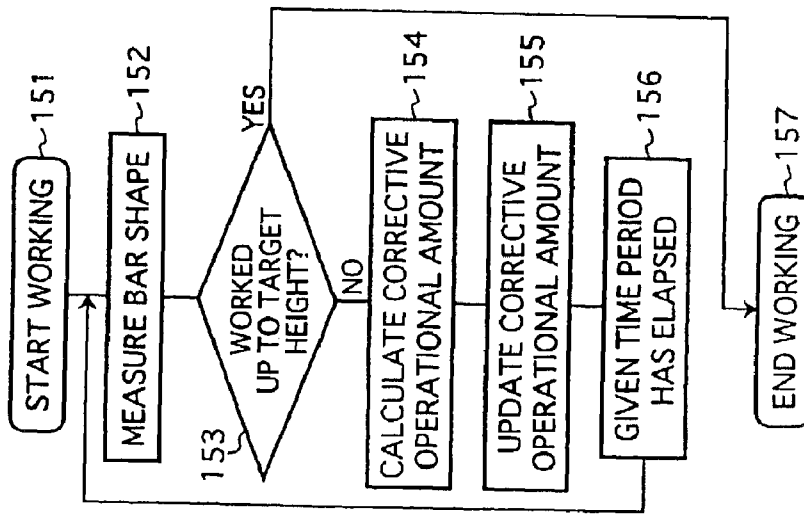 START WORKING
151
MEASURE BAR SHAPE
152
WORKED
UP TO TARGET
HEIGHT?
153
YES
NO
CALCULATE CORRECTIVE
OPERATIONAL AMOUNT
154
UPDATE CORRECTIVE
OPERATIONAL AMOUNT
155
GIVEN TIME PERIOD
HAS ELAPSED
156
END WORKING
157